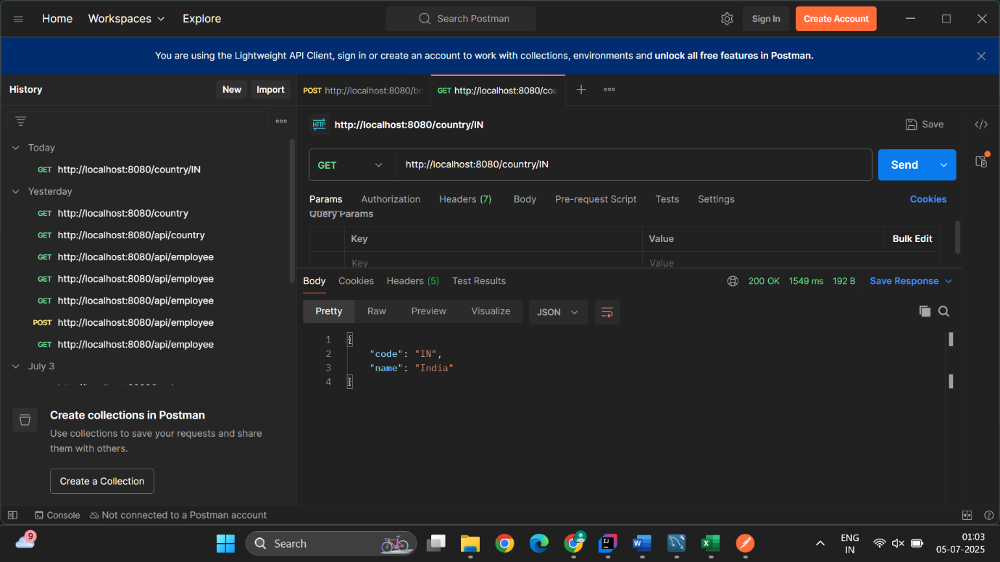 Home Workspaces Explore Search Postman Sign In Create Account
You are using the Lightweight API Client, sign in or create an account to work with collections, environments and unlock all free features in Postman.
History New Import
Today
GET http://localhost:8080/country/IN
Yesterday
GET http://localhost:8080/country
GET http://localhost:8080/api/country
GET http://localhost:8080/api/employee
GET http://localhost:8080/api/employee
GET http://localhost:8080/api/employee
POST http://localhost:8080/api/employee
GET http://localhost:8080/api/employee
July 3
Create collections in Postman
Use collections to save your requests and share
them with others.
Create a Collection
POST http://localhost:8080/bo GET http://localhost:8080/cou
HTTP http://localhost:8080/country/IN Save
GET http://localhost:8080/country/IN Send
Params Authorization Headers (7) Body Pre-request Script Tests Settings Cookies
Query Params
Key Value Bulk Edit
Key Value
Body Cookies Headers (5) Test Results 200 OK 1549 ms 192 B Save Response
Pretty Raw Preview Visualize JSON
1 {
2 "code": "IN",
3 "name": "India"
4 }
Console Not connected to a Postman account
9 Search ENG 01:03
IN 05-07-2025